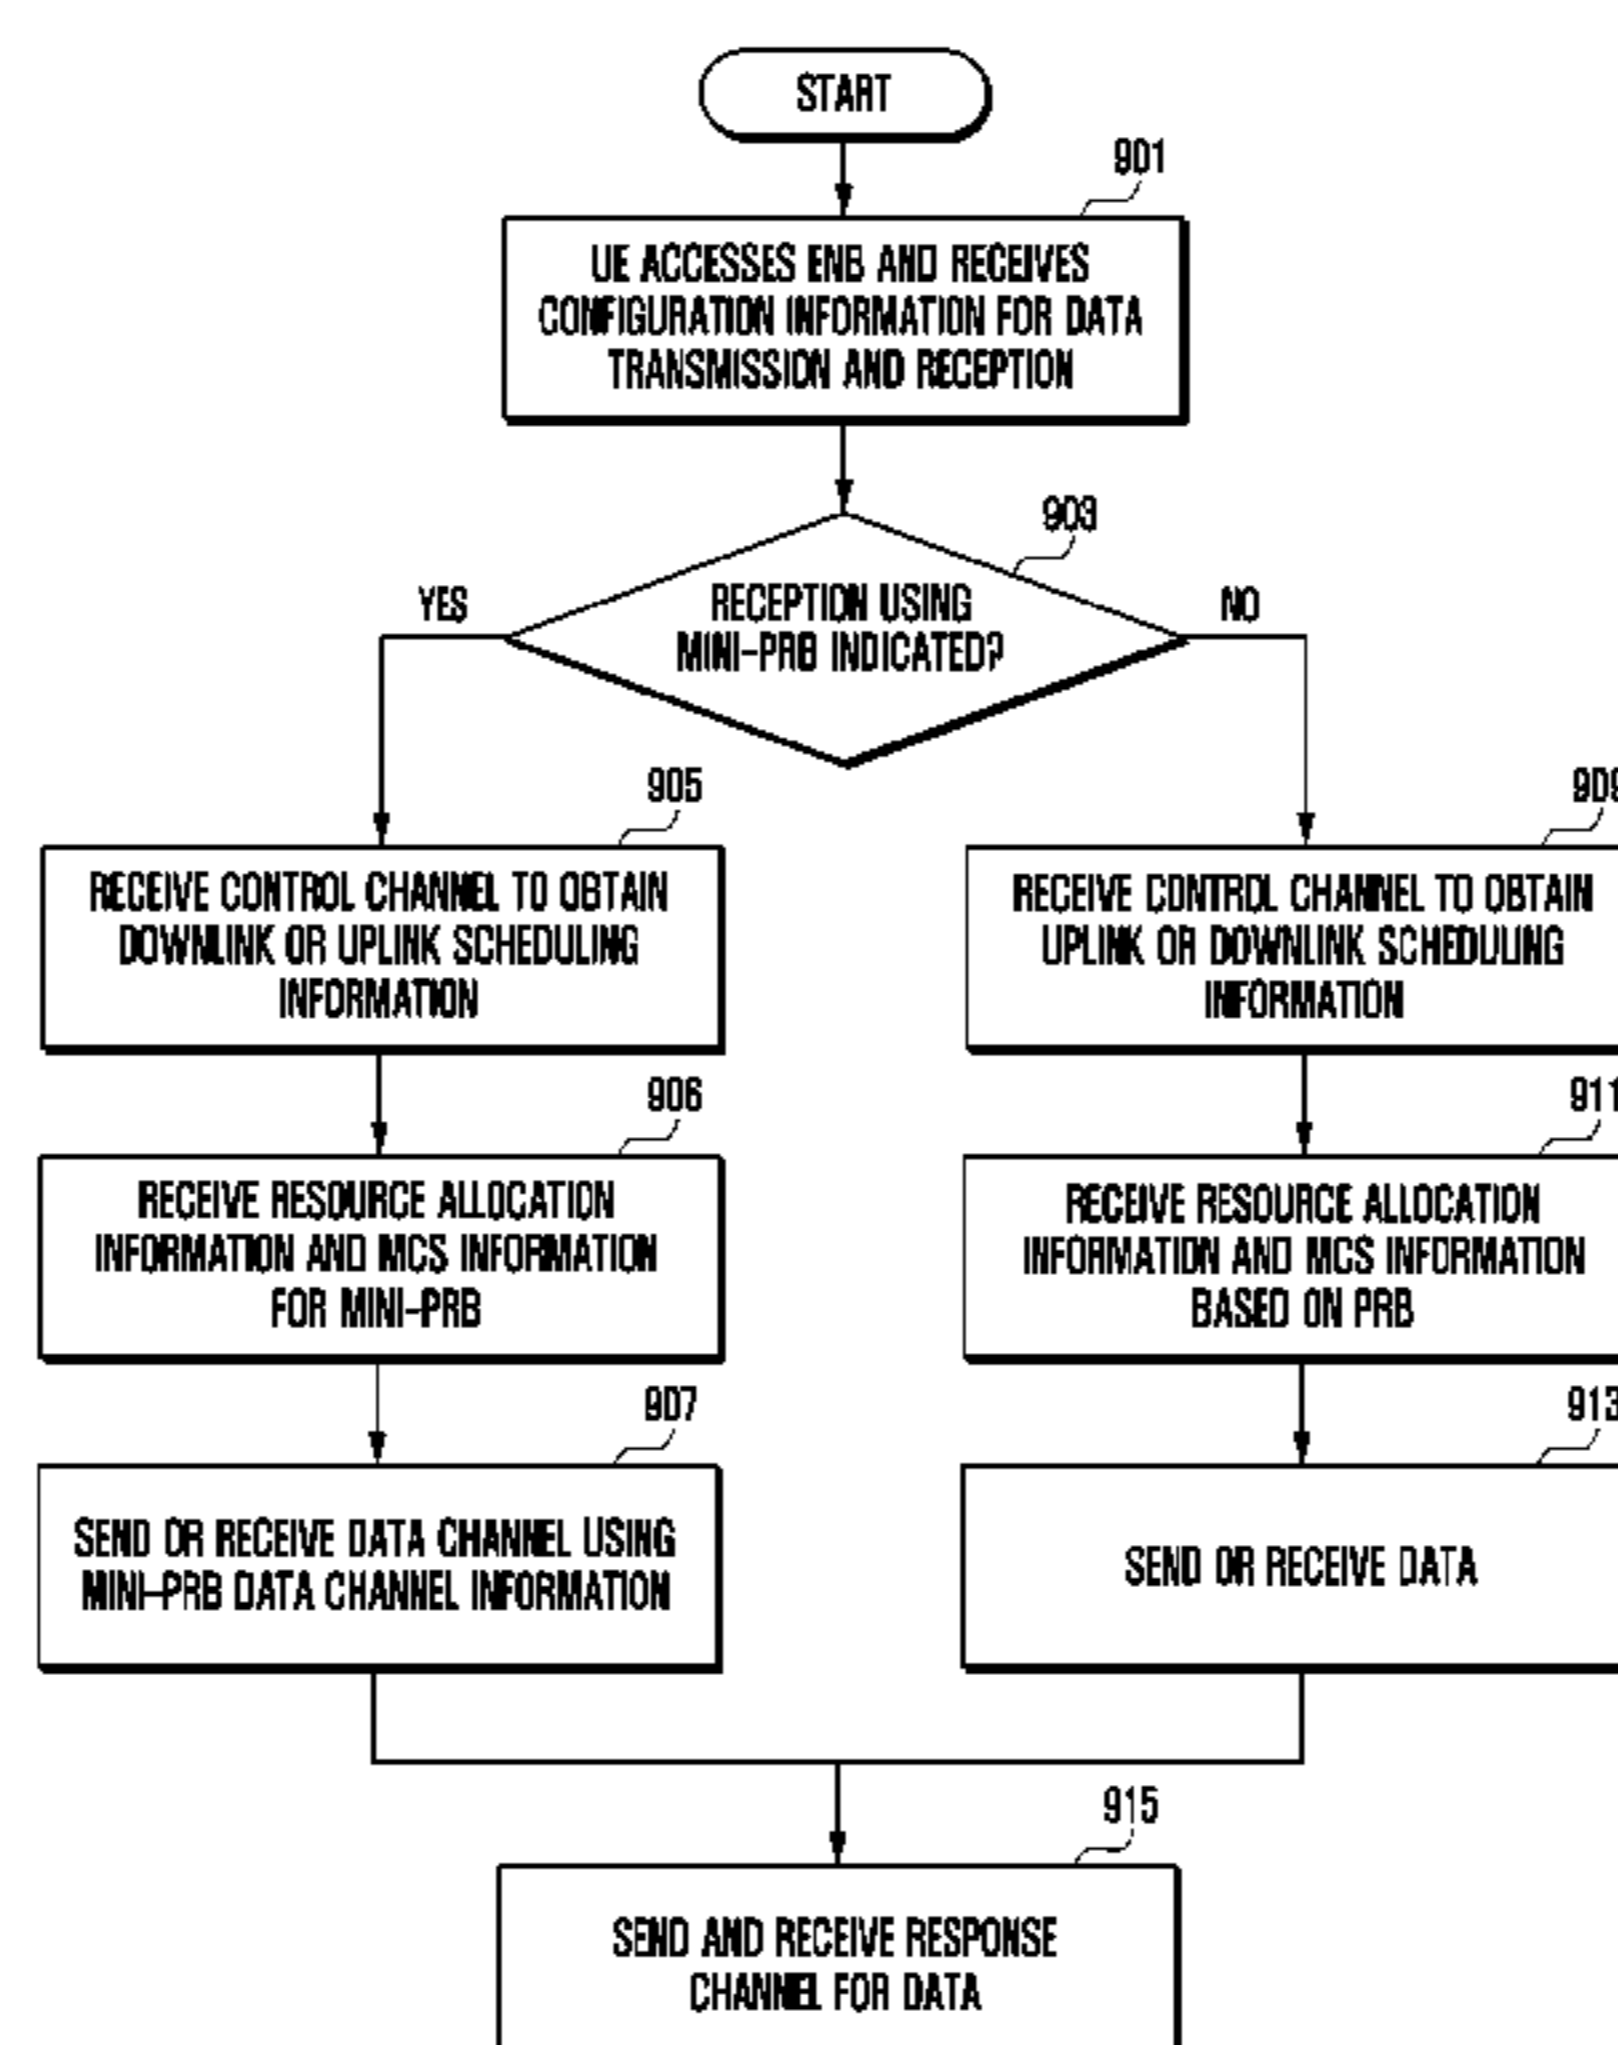 START
901
UE ACCESSES ENB AND RECEIVES
CONFIGURATION INFORMATION FOR DATA
TRANSMISSION AND RECEPTION
903
RECEPTION USING
MINI-PRB INDICATED?
YES
NO
905
RECEIVE CONTROL CHANNEL TO OBTAIN
DOWNLINK OR UPLINK SCHEDULING
INFORMATION
909
RECEIVE CONTROL CHANNEL TO OBTAIN
UPLINK OR DOWNLINK SCHEDULING
INFORMATION
906
RECEIVE RESOURCE ALLOCATION
INFORMATION AND MCS INFORMATION
FOR MINI-PRB
911
RECEIVE RESOURCE ALLOCATION
INFORMATION AND MCS INFORMATION
BASED ON PRB
907
SEND OR RECEIVE DATA CHANNEL USING
MINI-PRB DATA CHANNEL INFORMATION
913
SEND OR RECEIVE DATA
915
SEND AND RECEIVE RESPONSE
CHANNEL FOR DATA